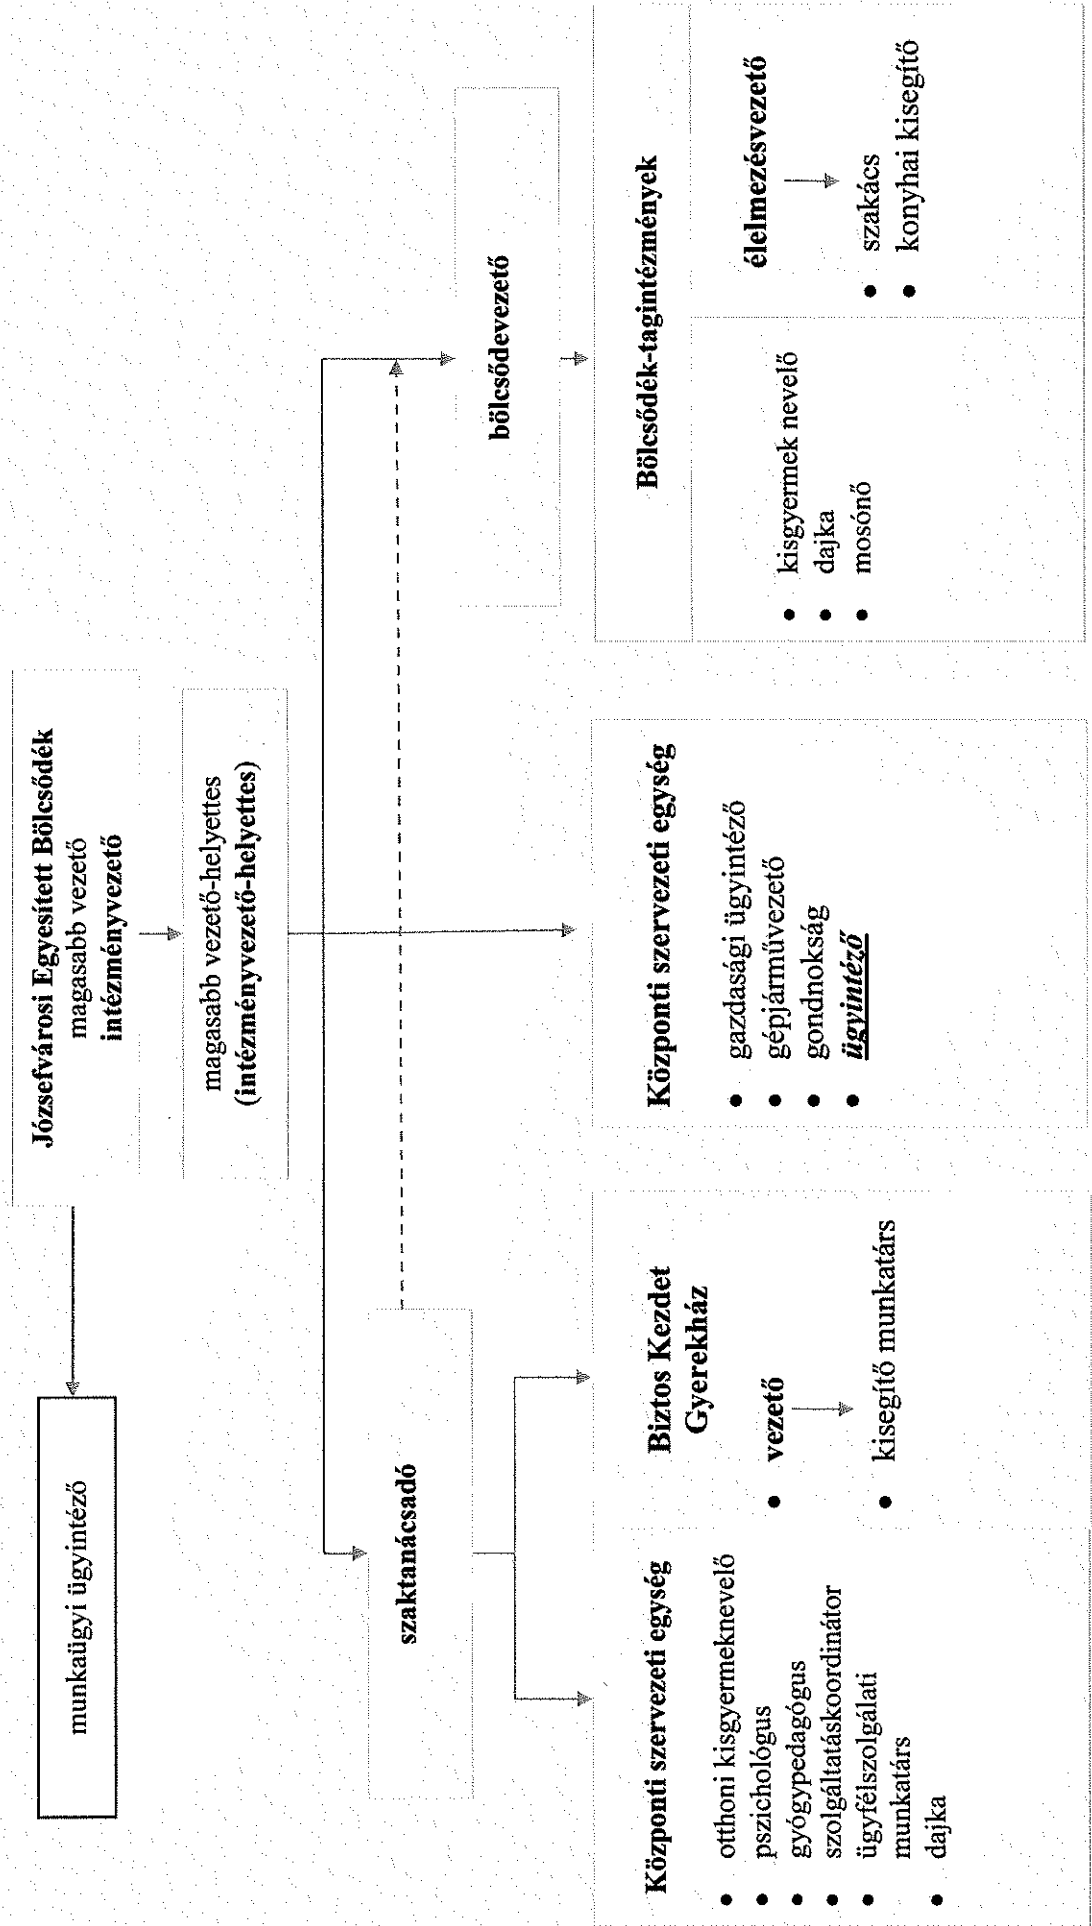 Józsefvárosi Egyesített Bölcsődék
magasabb vezető
intézményvezető
munkaügyi ügyintéző
magasabb vezető-helyettes
(intézményvezető-helyettes)
szaktanácsadó
bölcsődevezető
Központi szervezeti egység
• otthoni kisgyermeknevelő
• pszichológus
• gyógypedagógus
• szolgáltatáskoordinátor
• ügyfélszolgálati
munkatárs
• dajka
Biztos Kezdet
Gyerekház
• vezető
• kisegítő munkatárs
Központi szervezeti egység
• gazdasági ügyintéző
• gépjárművezető
• gondnokság
• ügyintéző
Bölcsődék-tagintézmények
• kisgyermek nevelő
• dajka
• mosónő
élelmezésvezető
• szakács
• konyhai kisegítő